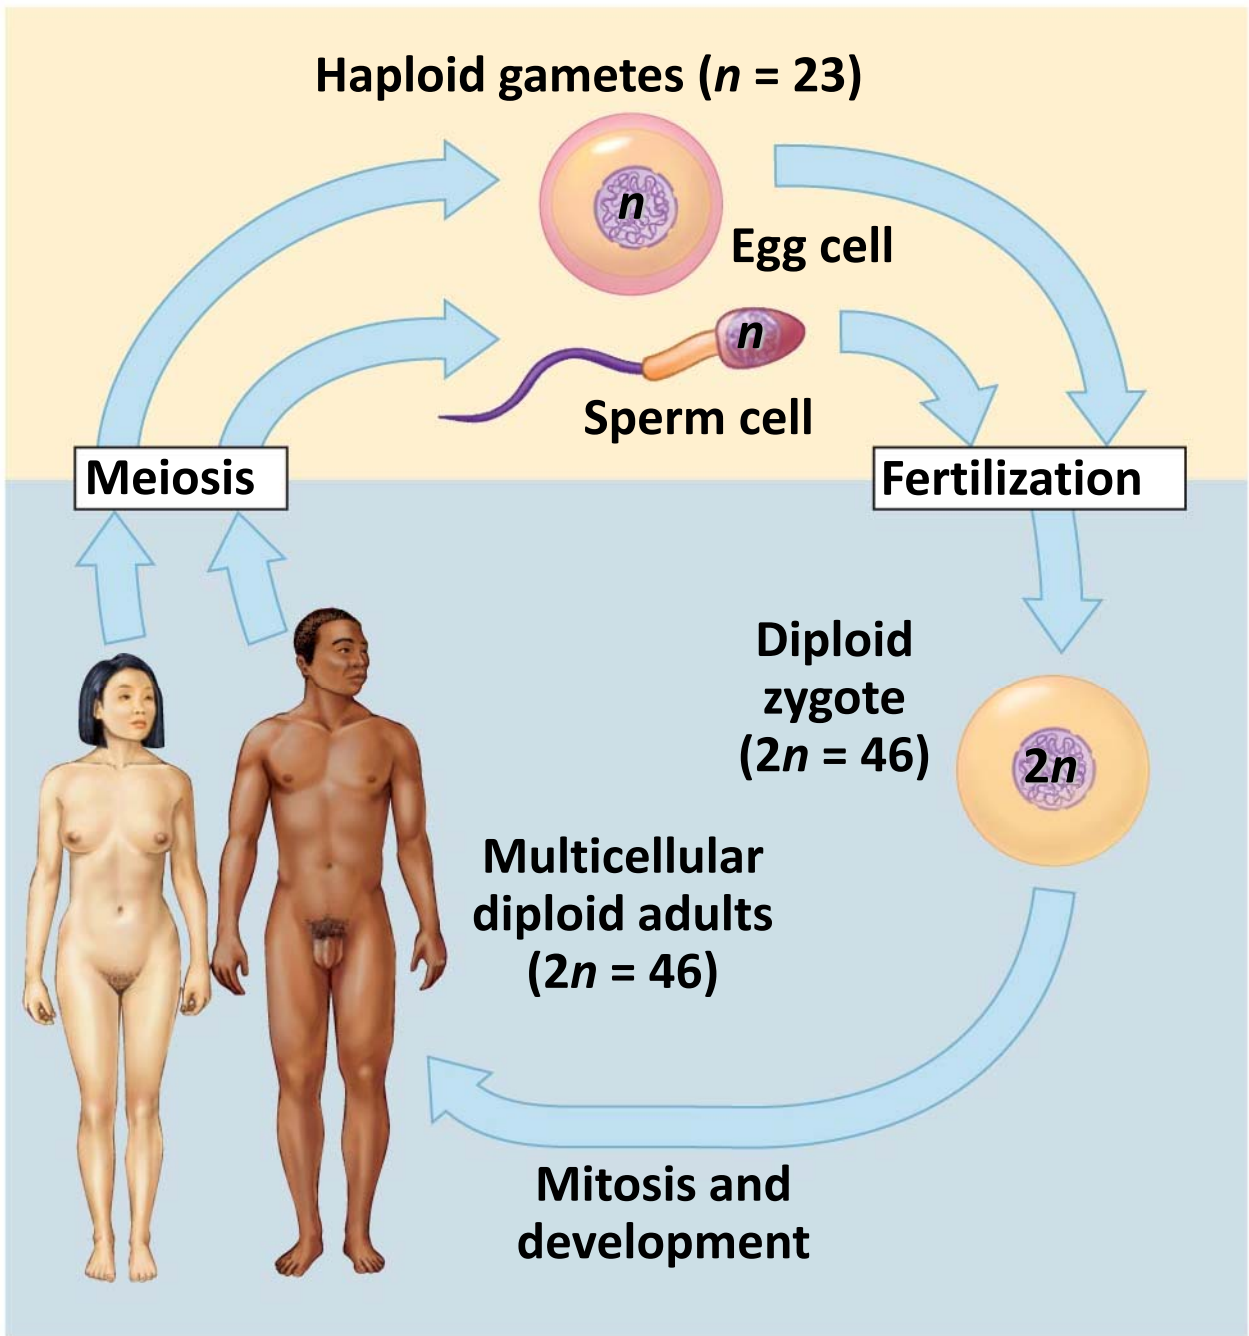 Haploid gametes (n = 23)
n
Egg cell
n
Sperm cell
Meiosis
Fertilization
Diploid
zygote
(2n = 46)
2n
Multicellular
diploid adults
(2n = 46)
Mitosis and
development